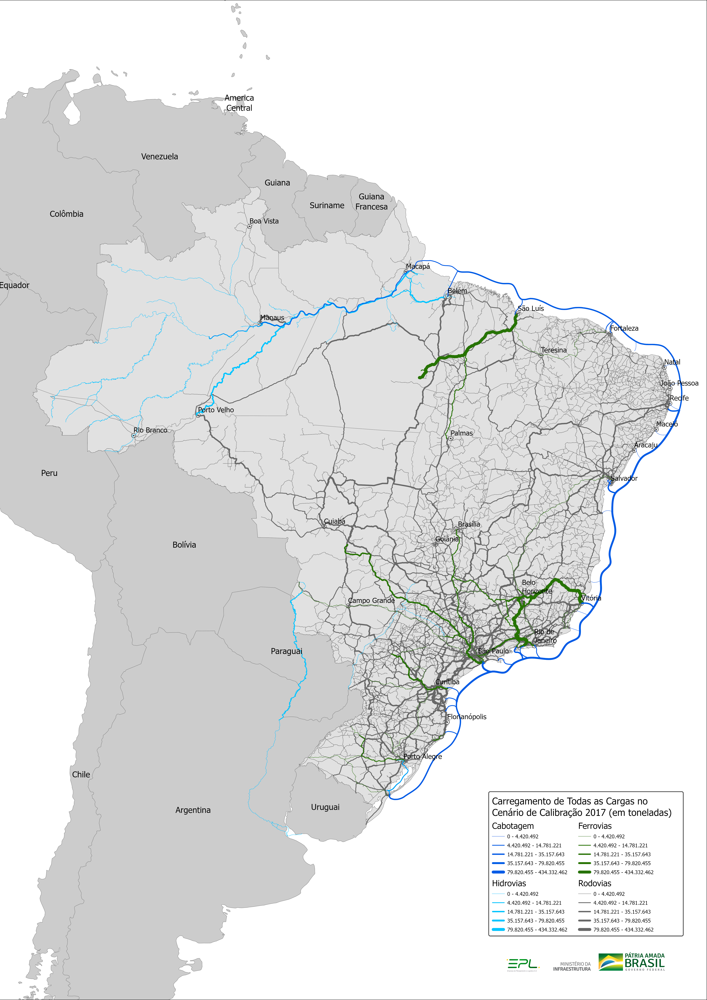 America
Central
Venezuela
Guiana
Suriname
Guiana
Francesa
Colômbia
Boa Vista
Macapá
Equador
Belém
São Luís
Manaus
Fortaleza
Teresina
Natal
João Pessoa
Recife
Porto Velho
Maceio
Rio Branco
Palmas
Aracaju
Peru
Salvador
Cuiabá
Brasília
Goiânia
Bolívia
Belo
Horizonte
Vitória
Campo Grande
Rio de
Janeiro
Paraguai
São Paulo
Curitiba
Florianópolis
Porto Alegre
Chile
Argentina
Uruguai
Carregamento de Todas as Cargas no
Cenário de Calibração 2017 (em toneladas)
Cabotagem
0 - 4.420.492
4.420.492 - 14.781.221
14.781.221 - 35.157.643
35.157.643 - 79.820.455
79.820.455 - 434.332.462
Ferrovias
0 - 4.420.492
4.420.492 - 14.781.221
14.781.221 - 35.157.643
35.157.643 - 79.820.455
79.820.455 - 434.332.462
Hidrovias
0 - 4.420.492
4.420.492 - 14.781.221
14.781.221 - 35.157.643
35.157.643 - 79.820.455
79.820.455 - 434.332.462
Rodovias
0 - 4.420.492
4.420.492 - 14.781.221
14.781.221 - 35.157.643
35.157.643 - 79.820.455
79.820.455 - 434.332.462
EPL
Empresa de Planejamento e Logística S.A.
MINISTÉRIO DA
INFRAESTRUTURA
PÁTRIA AMADA
BRASIL
GOVERNO FEDERAL